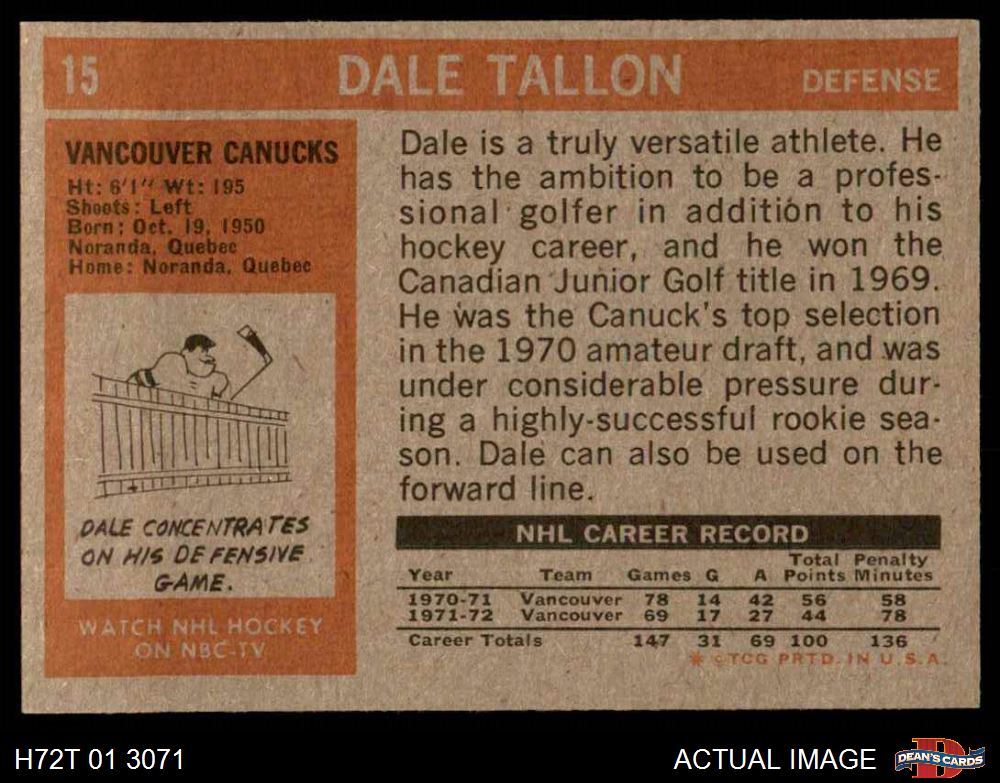 15 DALE TALLON DEFENSE
VANCOUVER CANUCKS
Ht: 6'1" Wt: 195
Shoots: Left
Born: Oct. 19, 1950
Noranda, Quebec
Home: Noranda, Quebec
DALE CONCENTRATES
ON HIS DEFENSIVE
GAME.
WATCH NHL HOCKEY
ON NBC-TV
Dale is a truly versatile athlete. He
has the ambition to be a profes-
sional golfer in addition to his
hockey career, and he won the
Canadian Junior Golf title in 1969.
He was the Canuck's top selection
in the 1970 amateur draft, and was
under considerable pressure dur-
ing a highly-successful rookie sea-
son. Dale can also be used on the
forward line.
NHL CAREER RECORD
Total Penalty
Year Team Games G A Points Minutes
1970-71 Vancouver 78 14 42 56 58
1971-72 Vancouver 69 17 27 44 78
Career Totals 147 31 69 100 136
* ©TCG PRTD. IN U.S.A.
H72T 01 3071 ACTUAL IMAGE D DEAN'S CARDS